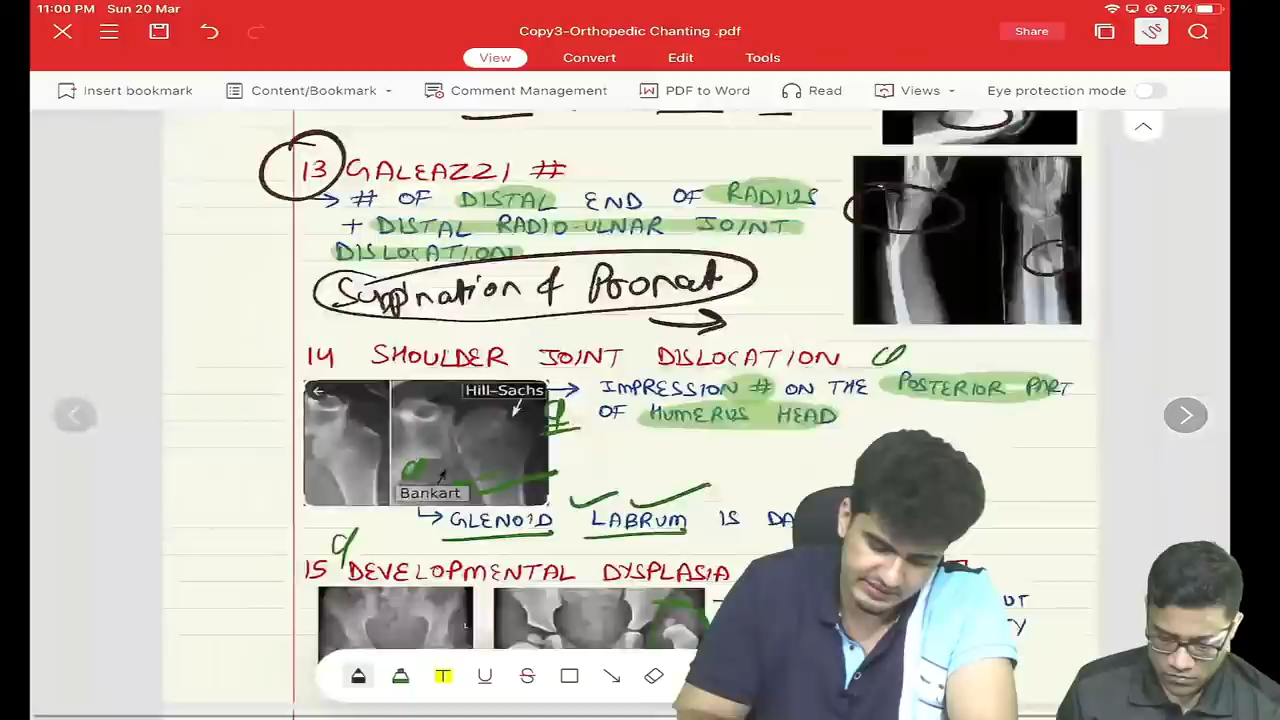 11:00 PM Sun 20 Mar
67%
Copy3-Orthopedic Chanting .pdf
Share
View Convert Edit Tools
Insert bookmark Content/Bookmark Comment Management PDF to Word Read Views Eye protection mode
13 GALEAZZI #
→ # OF DISTAL END OF RADIUS
+ DISTAL RADIO-ULNAR JOINT
DISLOCATION
Suppination & Poonat
14 SHOULDER JOINT DISLOCATION
Hill-Sachs
→ IMPRESSION # ON THE POSTERIOR PART
OF HUMERUS HEAD
Bankart
↳ GLENOID LABRUM IS DA
15 DEVELOPMENTAL DYSPLASIA
L
T